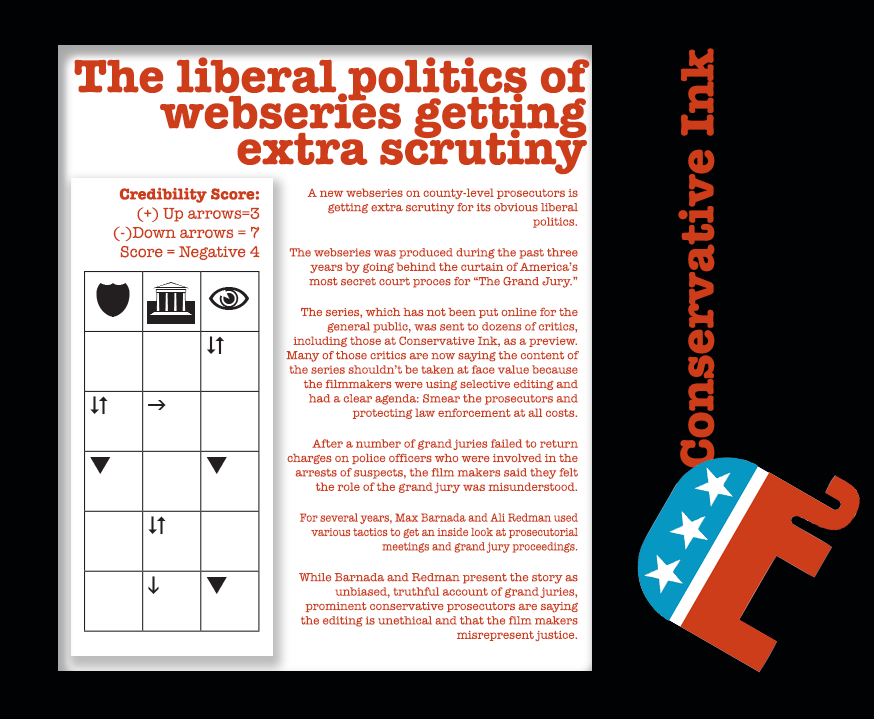 The liberal politics of
webseries getting
extra scrutiny
Credibility Score:
(+) Up arrows=3
(-)Down arrows = 7
Score = Negative 4
A new webseries on county-level prosecutors is
getting extra scrutiny for its obvious liberal
politics.
The webseries was produced during the past three
years by going behind the curtain of America's
most secret court proces for “The Grand Jury.”
The series, which has not been put online for the
general public, was sent to dozens of critics,
including those at Conservative Ink, as a preview.
Many of those critics are now saying the content of
the series shouldn't be taken at face value because
the filmmakers were using selective editing and
had a clear agenda: Smear the prosecutors and
protecting law enforcement at all costs.
After a number of grand juries failed to return
charges on police officers who were involved in the
arrests of suspects, the film makers said they felt
the role of the grand jury was misunderstood.
For several years, Max Barnada and Ali Redman used
various tactics to get an inside look at prosecutorial
meetings and grand jury proceedings.
While Barnada and Redman present the story as
unbiased, truthful account of grand juries,
prominent conservative prosecutors are saying
the editing is unethical and that the film makers
misrepresent justice.
Conservative Ink